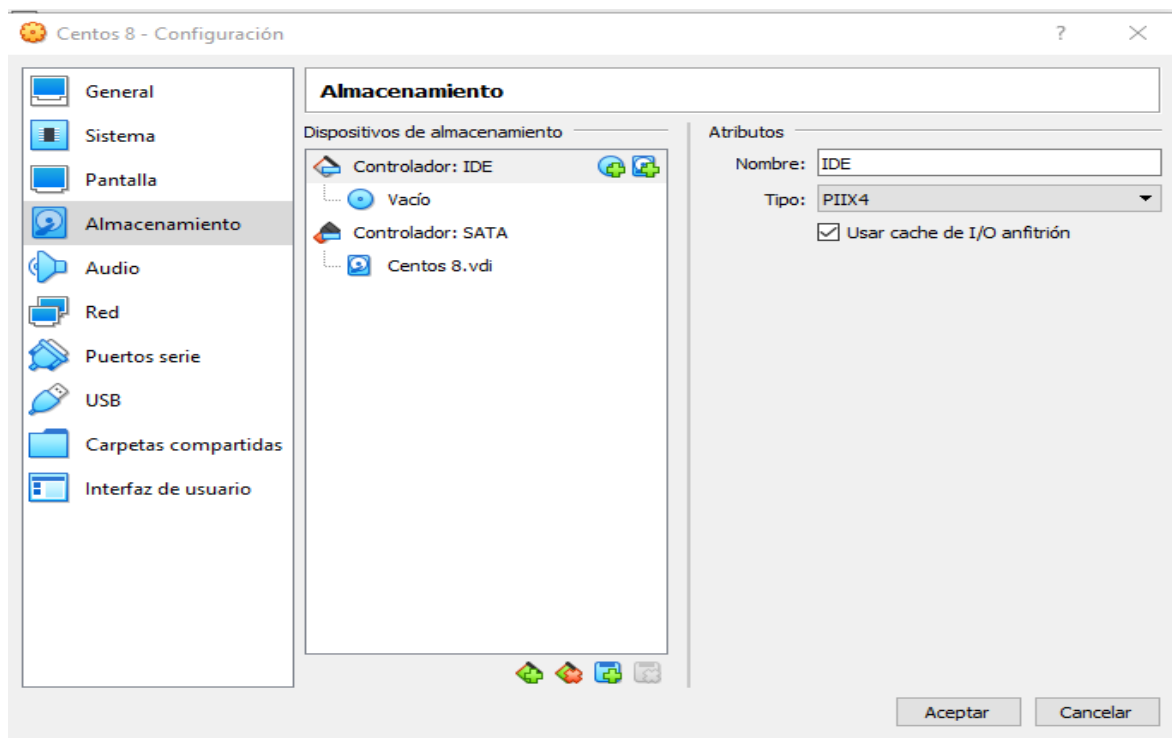 Centos 8 - Configuración
?
General
Sistema
Pantalla
Almacenamiento
Audio
Red
Puertos serie
USB
Carpetas compartidas
Interfaz de usuario
Almacenamiento
Dispositivos de almacenamiento
Controlador: IDE
Vacío
Controlador: SATA
Centos 8.vdi
Atributos
Nombre: IDE
Tipo: PIIX4
Usar cache de I/O anfitrión
Aceptar Cancelar